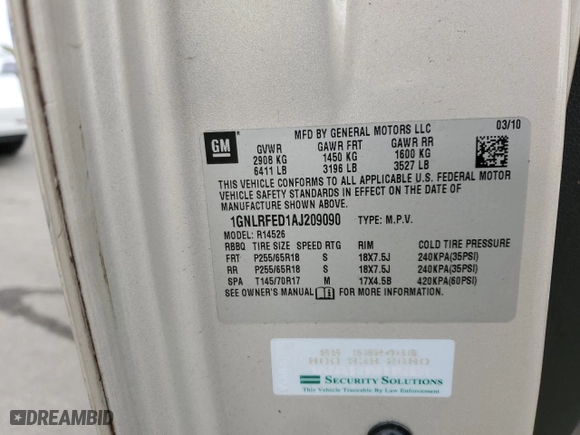 GM
MFD BY GENERAL MOTORS LLC 03/10
GVWR GAWR FRT GAWR RR
2908 KG 1450 KG 1600 KG
6411 LB 3196 LB 3527 LB
THIS VEHICLE CONFORMS TO ALL APPLICABLE U.S. FEDERAL MOTOR
VEHICLE SAFETY STANDARDS IN EFFECT ON THE DATE OF
MANUFACTURE SHOWN ABOVE.
1GNLRFED1AJ209090 TYPE: M.P.V.
MODEL: R14526
RBBQ TIRE SIZE SPEED RTG RIM COLD TIRE PRESSURE
FRT P255/65R18 S 18X7.5J 240KPA(35PSI)
RR P255/65R18 S 18X7.5J 240KPA(35PSI)
SPA T145/70R17 M 17X4.5B 420KPA(60PSI)
SEE OWNER'S MANUAL FOR MORE INFORMATION.
SECURITY SOLUTIONS
This Vehicle Traceable By Law Enforcement
DREAMBID